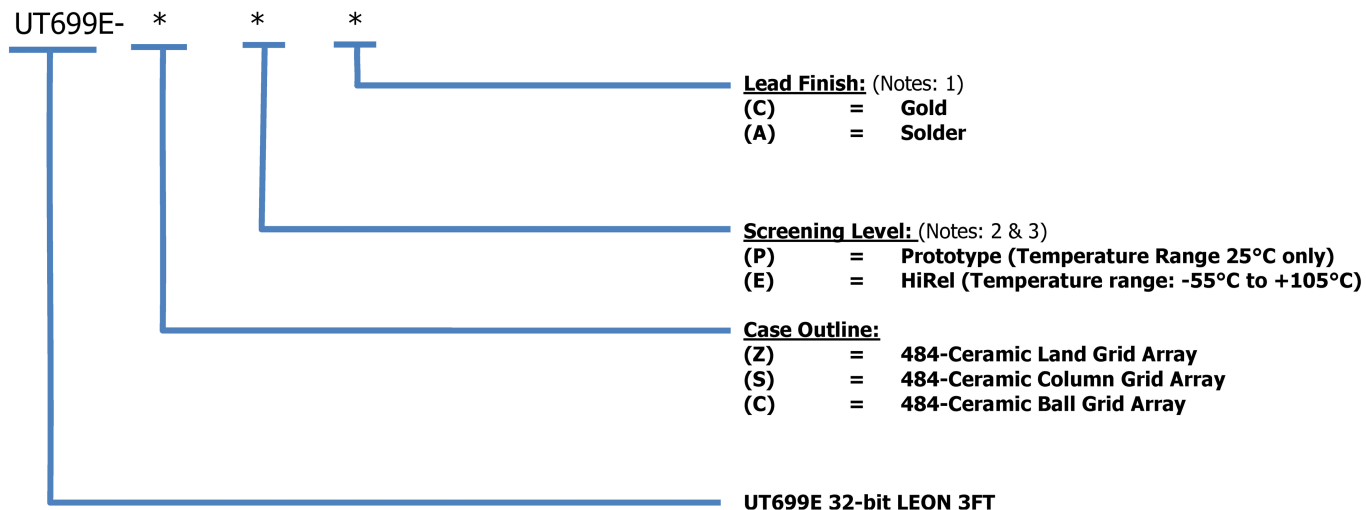 UT699E- * * *
Lead Finish: (Notes: 1)
(C) = Gold
(A) = Solder
Screening Level: (Notes: 2 & 3)
(P) = Prototype (Temperature Range 25°C only)
(E) = HiRel (Temperature range: -55°C to +105°C)
Case Outline:
(Z) = 484-Ceramic Land Grid Array
(S) = 484-Ceramic Column Grid Array
(C) = 484-Ceramic Ball Grid Array
UT699E 32-bit LEON 3FT